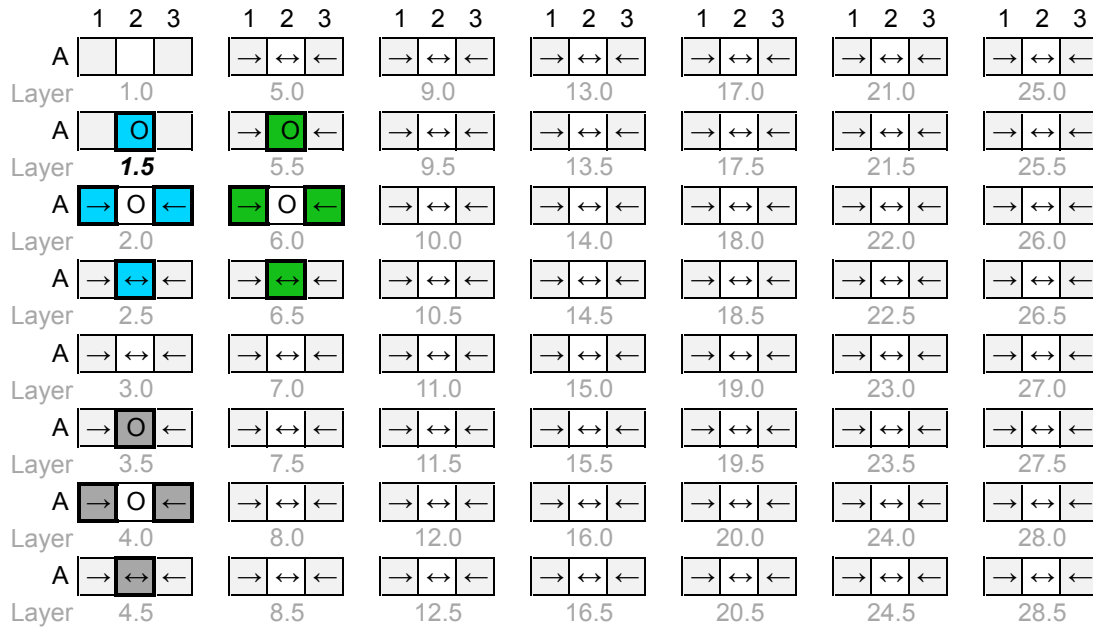 1 2 3 1 2 3 1 2 3 1 2 3 1 2 3 1 2 3 1 2 3
A → ↔ ← → ↔ ← → ↔ ← → ↔ ← → ↔ ← → ↔ ←
Layer 1.0 5.0 9.0 13.0 17.0 21.0 25.0
A O → O ← → ↔ ← → ↔ ← → ↔ ← → ↔ ← → ↔ ←
Layer 1.5 5.5 9.5 13.5 17.5 21.5 25.5
A → O ← → O ← → ↔ ← → ↔ ← → ↔ ← → ↔ ← → ↔ ←
Layer 2.0 6.0 10.0 14.0 18.0 22.0 26.0
A → ↔ ← → ↔ ← → ↔ ← → ↔ ← → ↔ ← → ↔ ← → ↔ ←
Layer 2.5 6.5 10.5 14.5 18.5 22.5 26.5
A → ↔ ← → ↔ ← → ↔ ← → ↔ ← → ↔ ← → ↔ ← → ↔ ←
Layer 3.0 7.0 11.0 15.0 19.0 23.0 27.0
A → O ← → ↔ ← → ↔ ← → ↔ ← → ↔ ← → ↔ ← → ↔ ←
Layer 3.5 7.5 11.5 15.5 19.5 23.5 27.5
A → O ← → ↔ ← → ↔ ← → ↔ ← → ↔ ← → ↔ ← → ↔ ←
Layer 4.0 8.0 12.0 16.0 20.0 24.0 28.0
A → ↔ ← → ↔ ← → ↔ ← → ↔ ← → ↔ ← → ↔ ← → ↔ ←
Layer 4.5 8.5 12.5 16.5 20.5 24.5 28.5